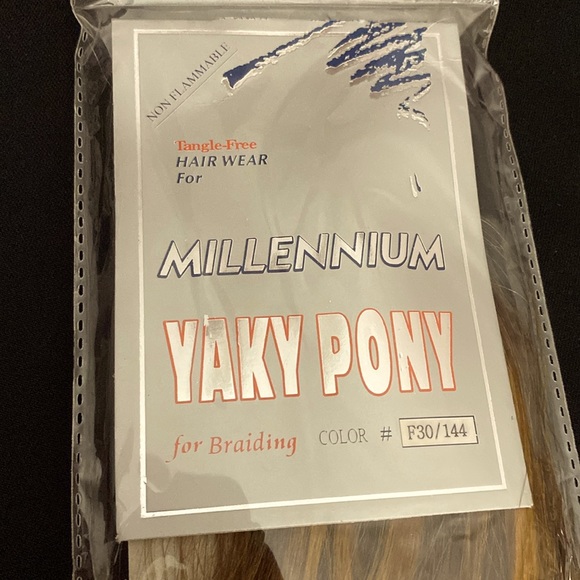 NON FLAMMABLE
Tangle-Free
HAIR WEAR
For
MILLENNIUM
YAKY PONY
for Braiding COLOR # F30/144